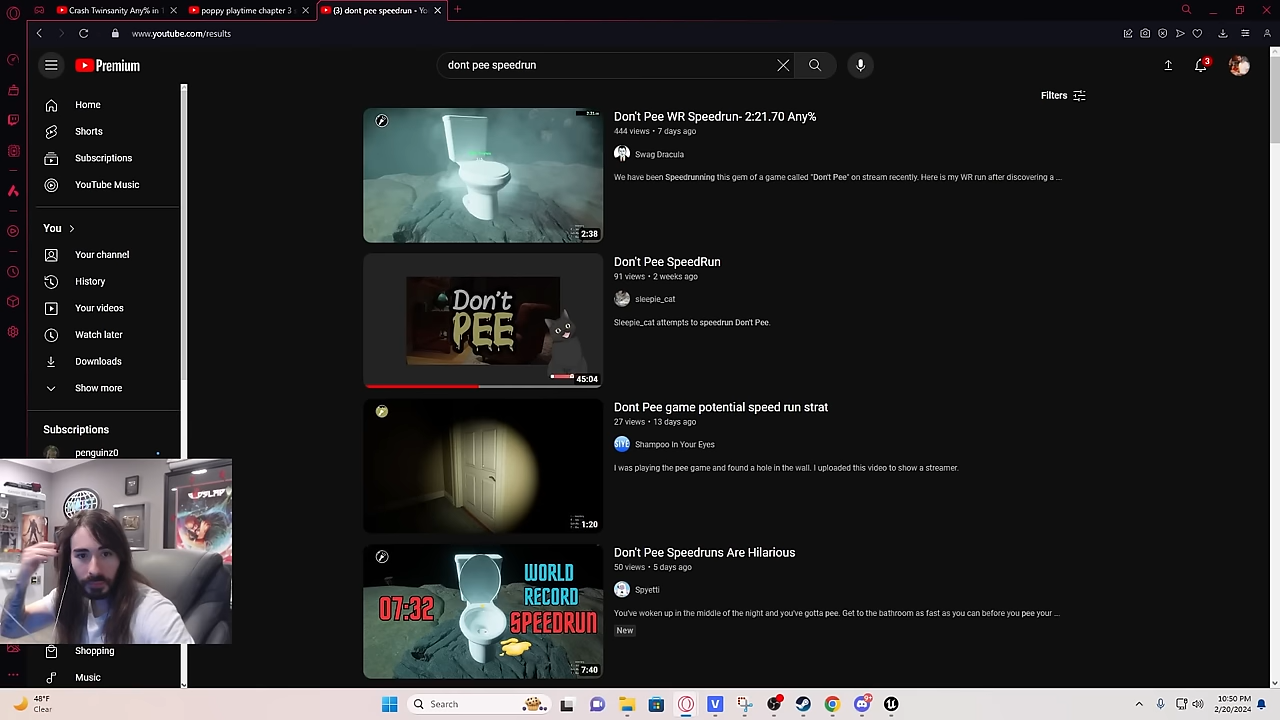 Crash Twinsanity Any% in 1
poppy playtime chapter 3 s
(3) dont pee speedrun - Yo
www.youtube.com/results
Premium
dont pee speedrun
3
Filters
Home
Shorts
Subscriptions
YouTube Music
You
Your channel
History
Your videos
Watch later
Downloads
Show more
Subscriptions
penguinz0
Shopping
Music
2:38
Don't Pee WR Speedrun- 2:21.70 Any%
444 views • 7 days ago
Swag Dracula
We have been Speedrunning this gem of a game called "Don't Pee" on stream recently. Here is my WR run after discovering a ...
Don't
PEE
45:04
Don't Pee SpeedRun
91 views • 2 weeks ago
sleepie_cat
Sleepie_cat attempts to speedrun Don't Pee.
1:20
Dont Pee game potential speed run strat
27 views • 13 days ago
SIYE
Shampoo In Your Eyes
I was playing the pee game and found a hole in the wall. I uploaded this video to show a streamer.
07:32
WORLD
RECORD
SPEEDRUN
7:40
Don't Pee Speedruns Are Hilarious
50 views • 5 days ago
Spyetti
You've woken up in the middle of the night and you've gotta pee. Get to the bathroom as fast as you can before you pee your ...
New
48°F
Clear
Search
9+
10:50 PM
2/20/2024